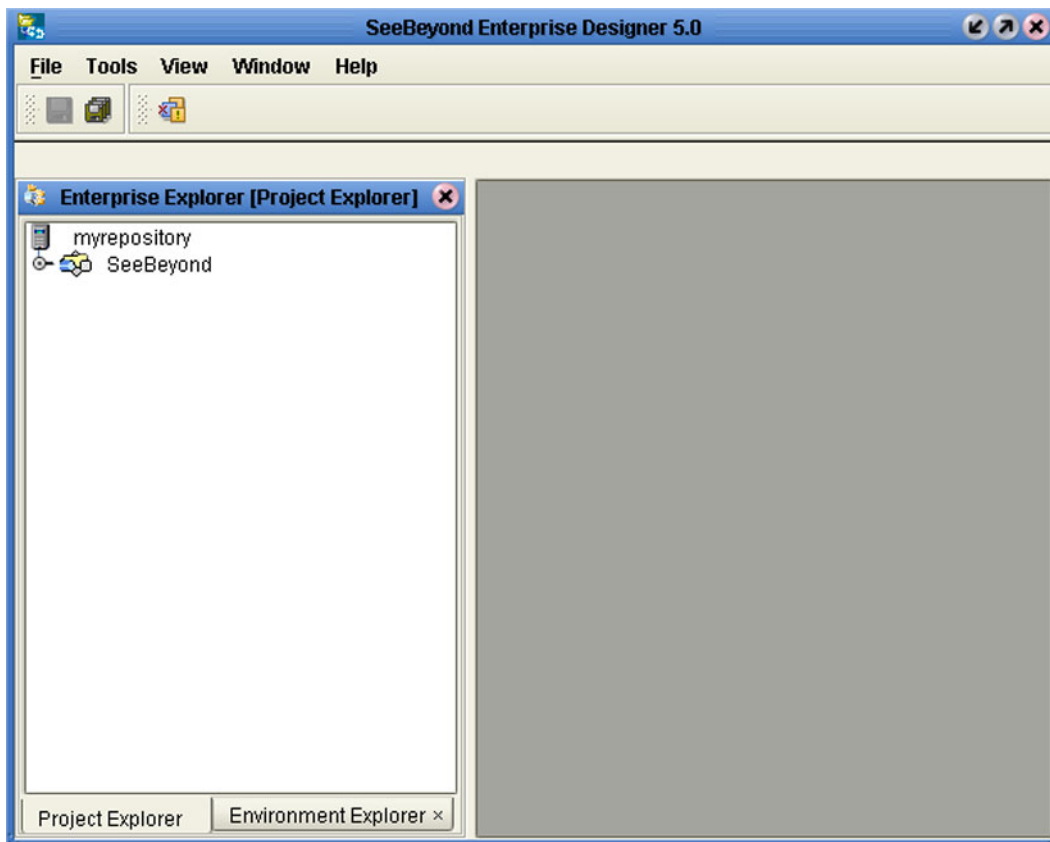 SeeBeyond Enterprise Designer 5.0
File Tools View Window Help
Enterprise Explorer [Project Explorer]
myrepository
SeeBeyond
Project Explorer Environment Explorer ×